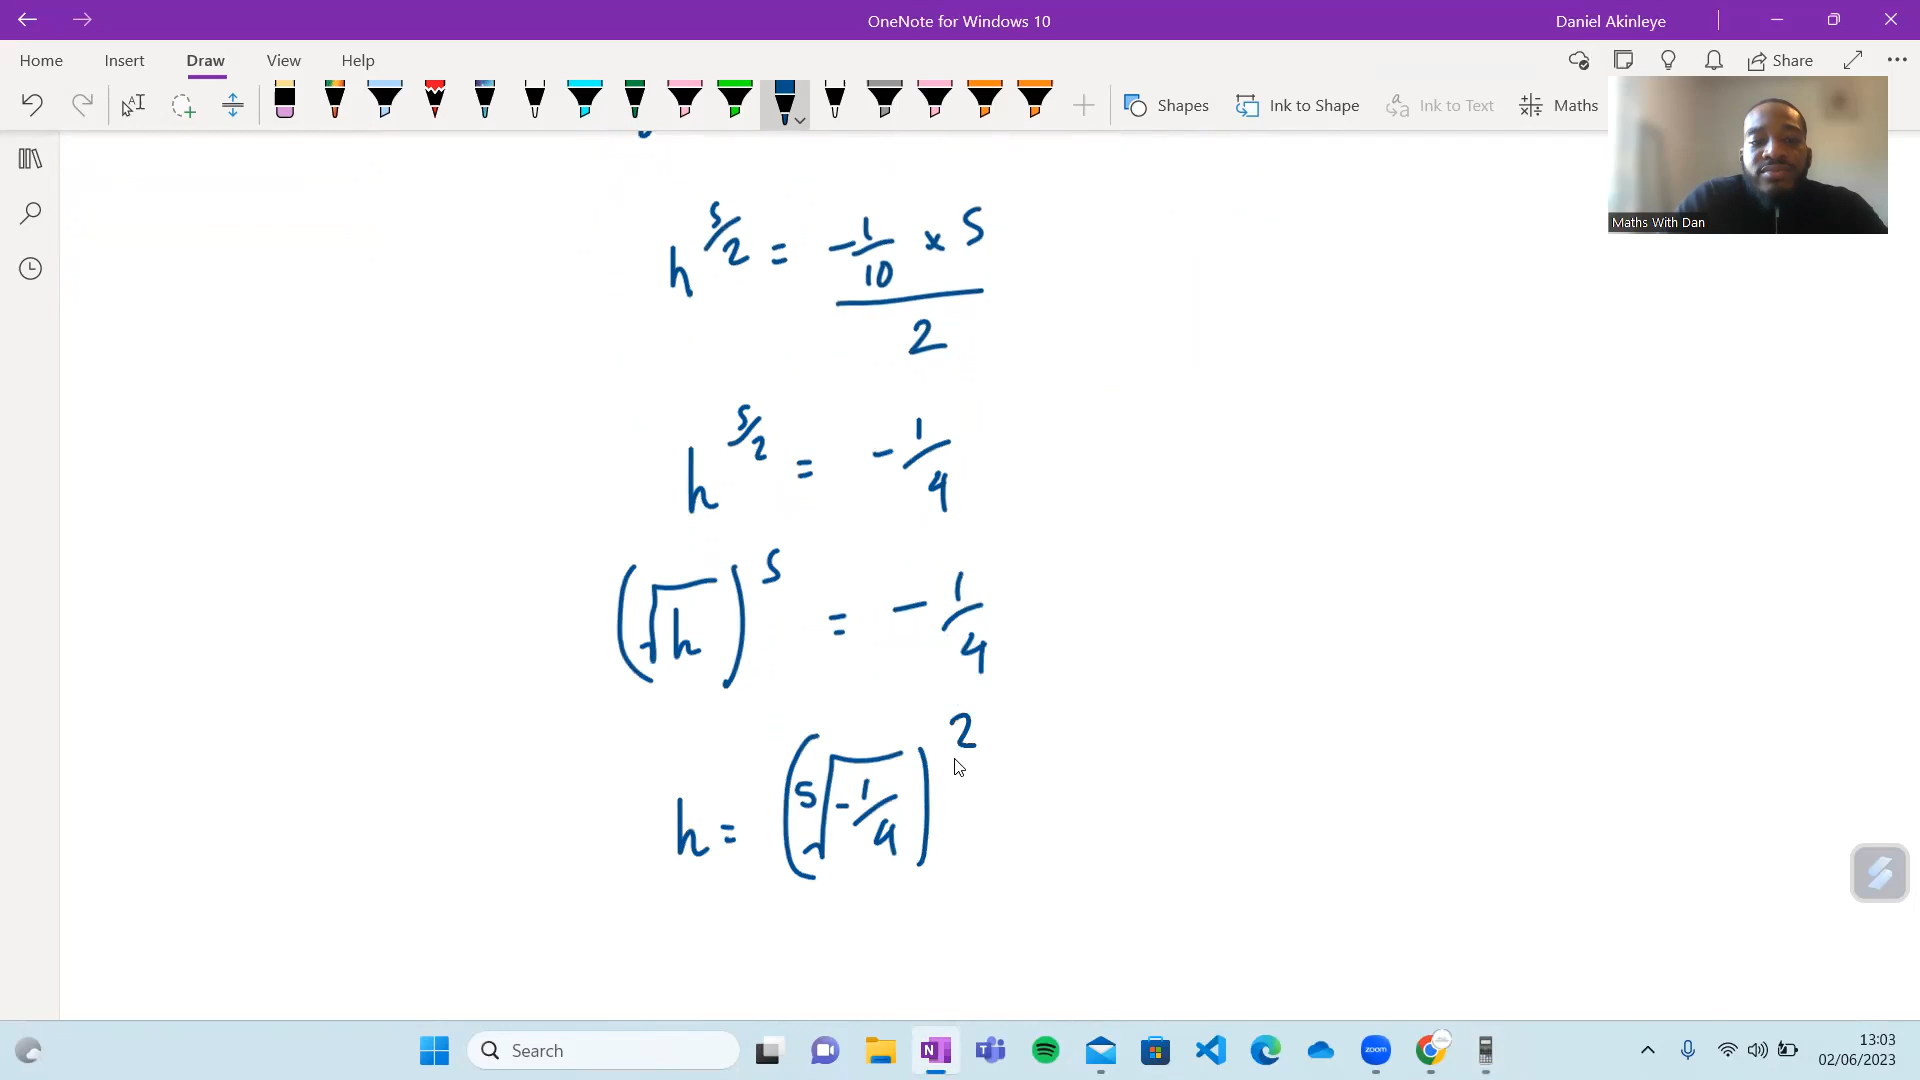 OneNote for Windows 10
Daniel Akinleye
Home Insert Draw View Help
Share
Shapes Ink to Shape Ink to Text Maths
Maths With Dan
h^5/2 = (-1/10 × 5)/2
h^5/2 = -1/4
(√h)^5 = -1/4
h = (⁵√-1/4)^2
Search
zoom
13:03
02/06/2023